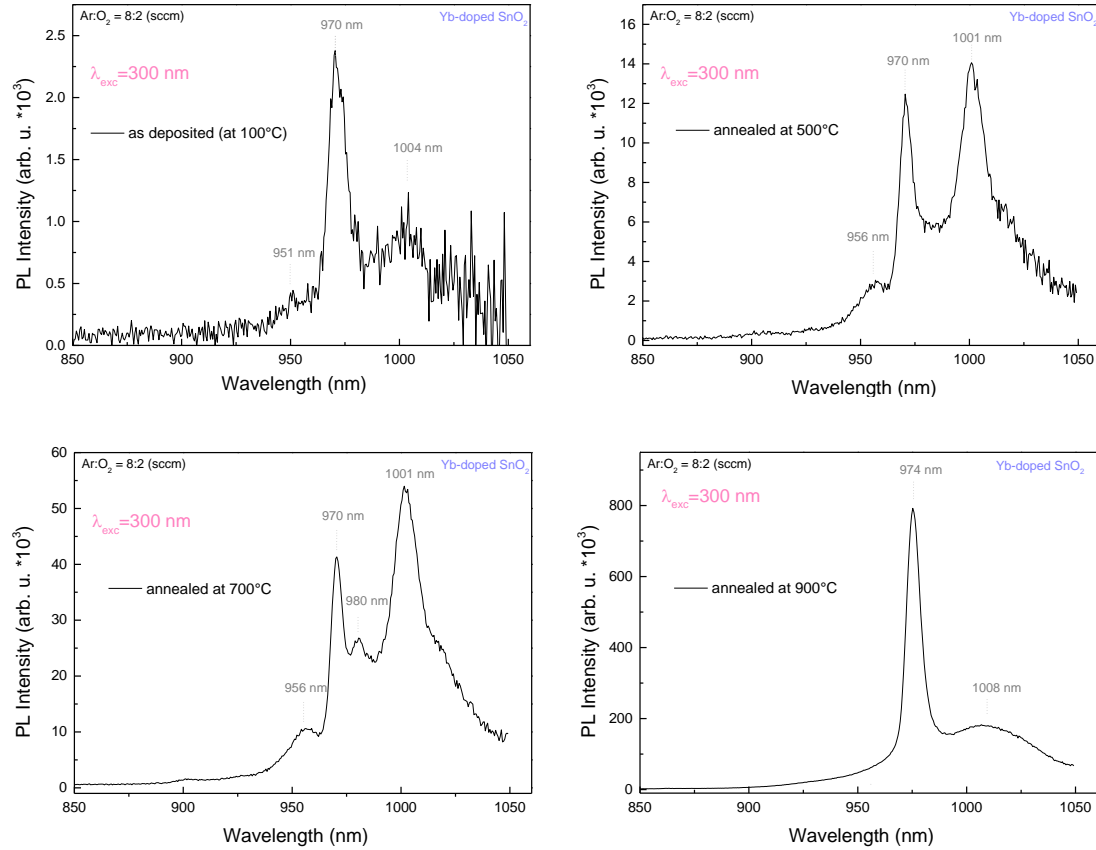 Ar:O₂ = 8:2 (sccm)
970 nm
Yb-doped SnO₂
λexc=300 nm
as deposited (at 100°C)
1004 nm
951 nm
2.5
2.0
1.5
1.0
0.5
0.0
PL Intensity (arb. u. *10³)
850
900
950
1000
1050
Wavelength (nm)
Ar:O₂ = 8:2 (sccm)
Yb-doped SnO₂
970 nm
1001 nm
λexc=300 nm
annealed at 500°C
956 nm
16
14
12
10
8
6
4
2
0
PL Intensity (arb. u. *10³)
850
900
950
1000
1050
Wavelength (nm)
Ar:O₂ = 8:2 (sccm)
Yb-doped SnO₂
1001 nm
970 nm
λexc=300 nm
annealed at 700°C
980 nm
956 nm
60
50
40
30
20
10
0
PL Intensity (arb. u. *10³)
850
900
950
1000
1050
Wavelength (nm)
Ar:O₂ = 8:2 (sccm)
974 nm
Yb-doped SnO₂
λexc=300 nm
annealed at 900°C
1008 nm
800
600
400
200
0
PL Intensity (arb. u. *10³)
850
900
950
1000
1050
Wavelength (nm)